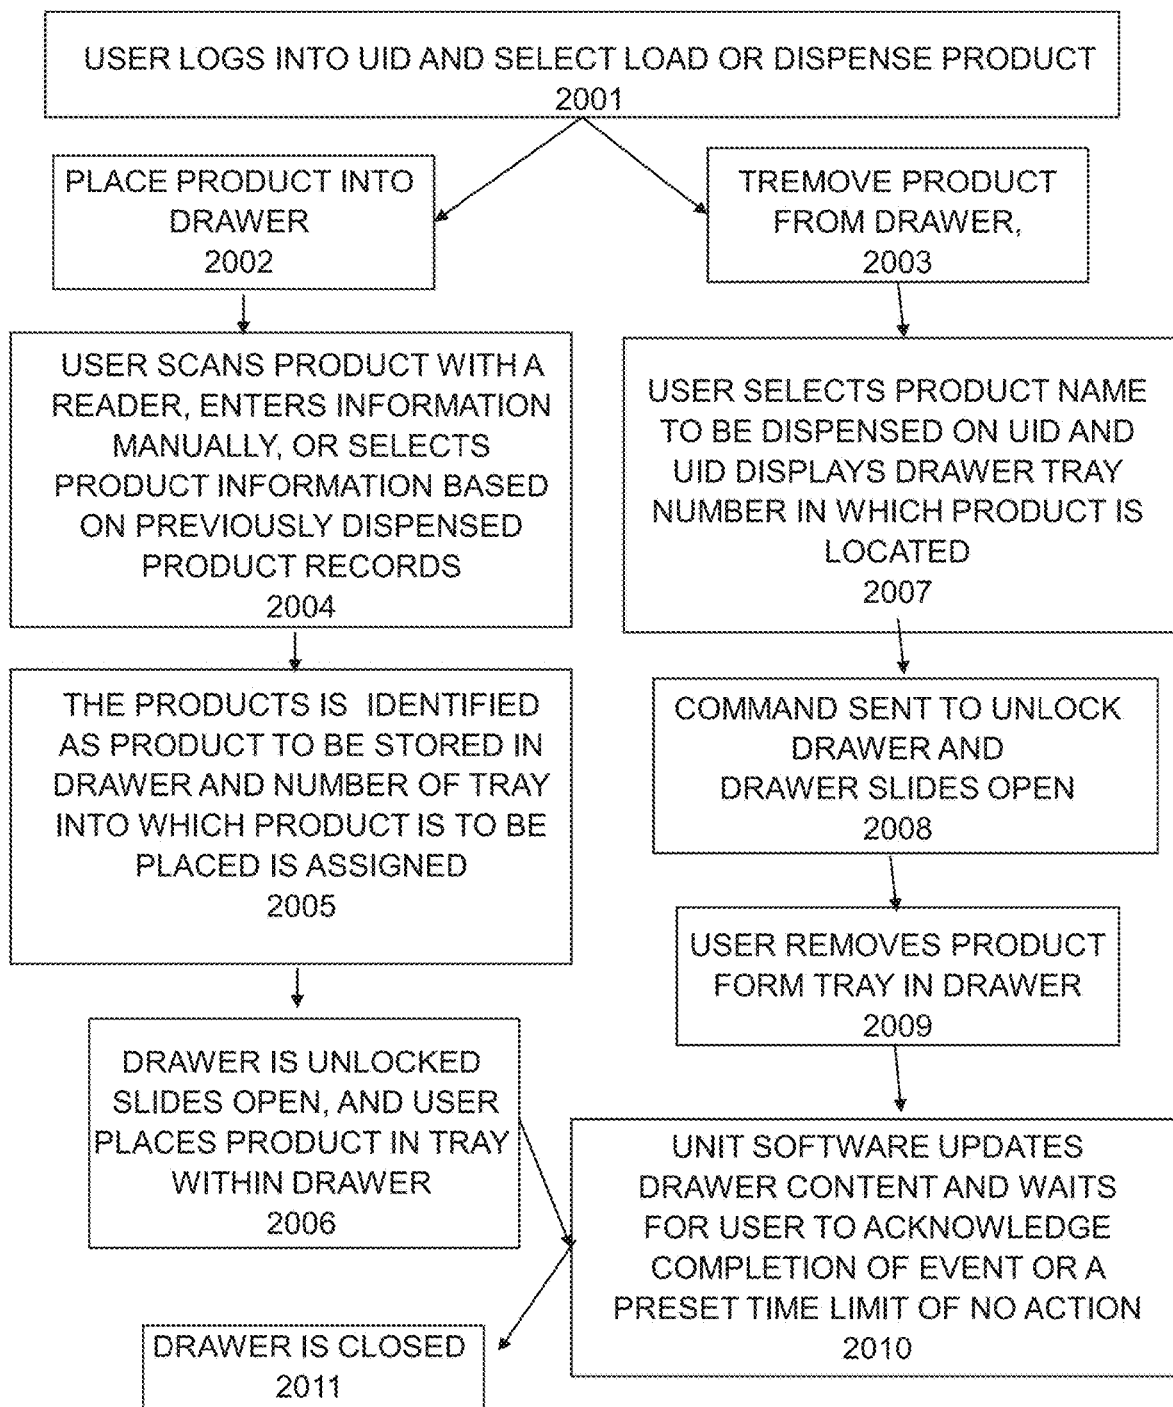 USER LOGS INTO UID AND SELECT LOAD OR DISPENSE PRODUCT
2001
PLACE PRODUCT INTO
DRAWER
2002
TREMOVE PRODUCT
FROM DRAWER,
2003
USER SCANS PRODUCT WITH A
READER, ENTERS INFORMATION
MANUALLY, OR SELECTS
PRODUCT INFORMATION BASED
ON PREVIOUSLY DISPENSED
PRODUCT RECORDS
2004
USER SELECTS PRODUCT NAME
TO BE DISPENSED ON UID AND
UID DISPLAYS DRAWER TRAY
NUMBER IN WHICH PRODUCT IS
LOCATED
2007
THE PRODUCTS IS IDENTIFIED
AS PRODUCT TO BE STORED IN
DRAWER AND NUMBER OF TRAY
INTO WHICH PRODUCT IS TO BE
PLACED IS ASSIGNED
2005
COMMAND SENT TO UNLOCK
DRAWER AND
DRAWER SLIDES OPEN
2008
USER REMOVES PRODUCT
FORM TRAY IN DRAWER
2009
DRAWER IS UNLOCKED
SLIDES OPEN, AND USER
PLACES PRODUCT IN TRAY
WITHIN DRAWER
2006
UNIT SOFTWARE UPDATES
DRAWER CONTENT AND WAITS
FOR USER TO ACKNOWLEDGE
COMPLETION OF EVENT OR A
PRESET TIME LIMIT OF NO ACTION
2010
DRAWER IS CLOSED
2011